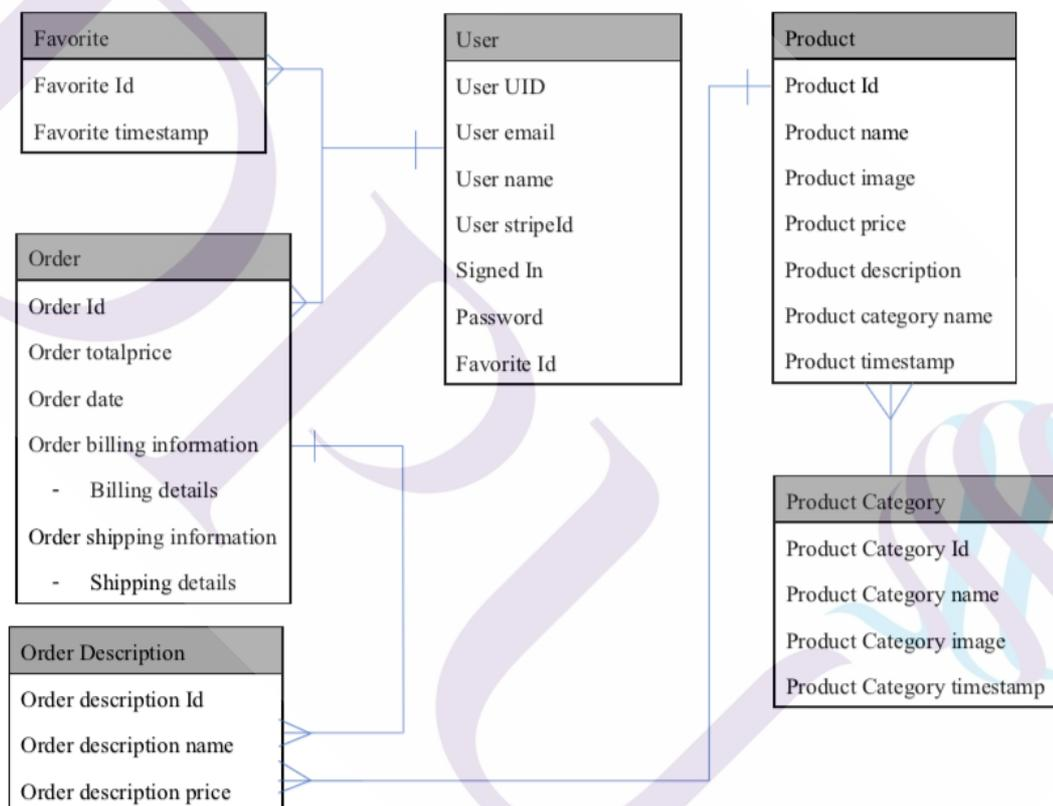 Favorite
Favorite Id
Favorite timestamp
User
User UID
User email
User name
User stripeId
Signed In
Password
Favorite Id
Product
Product Id
Product name
Product image
Product price
Product description
Product category name
Product timestamp
Order
Order Id
Order totalprice
Order date
Order billing information
- Billing details
Order shipping information
- Shipping details
Product Category
Product Category Id
Product Category name
Product Category image
Product Category timestamp
Order Description
Order description Id
Order description name
Order description price